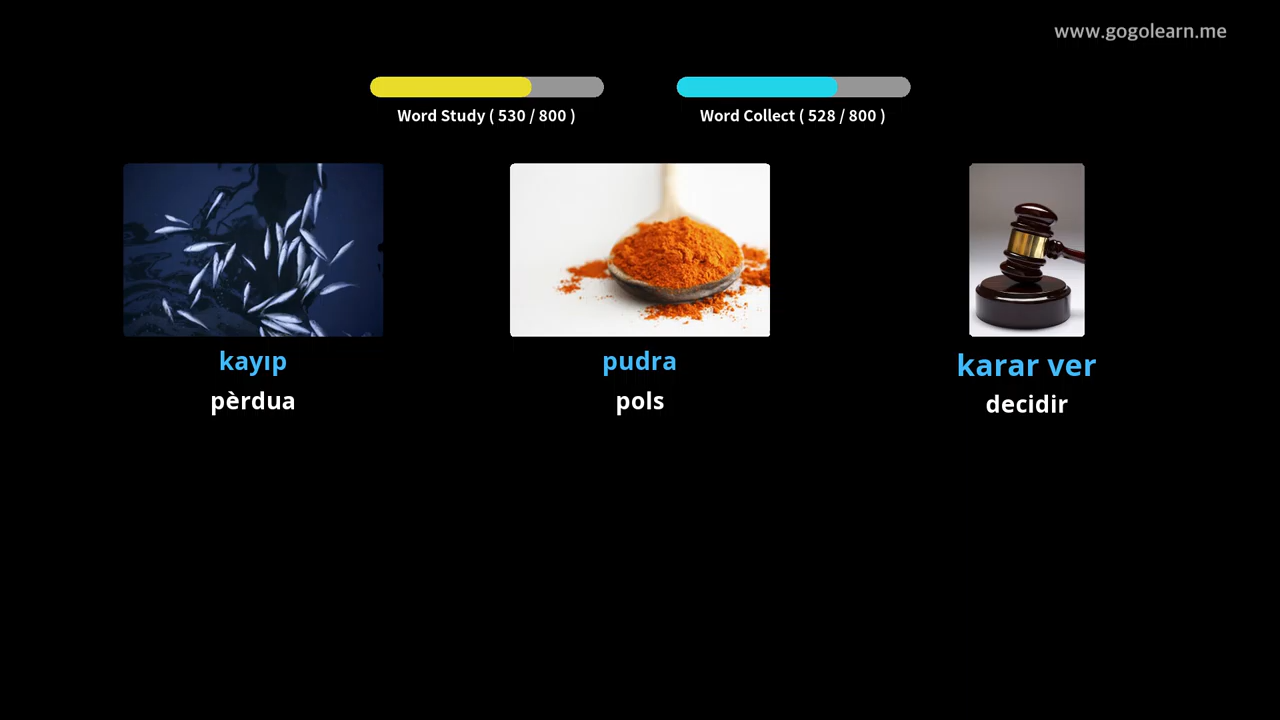 www.gogolearn.me
Word Study ( 530 / 800 )
Word Collect ( 528 / 800 )
kayıp
pèrdua
pudra
pols
karar ver
decidir